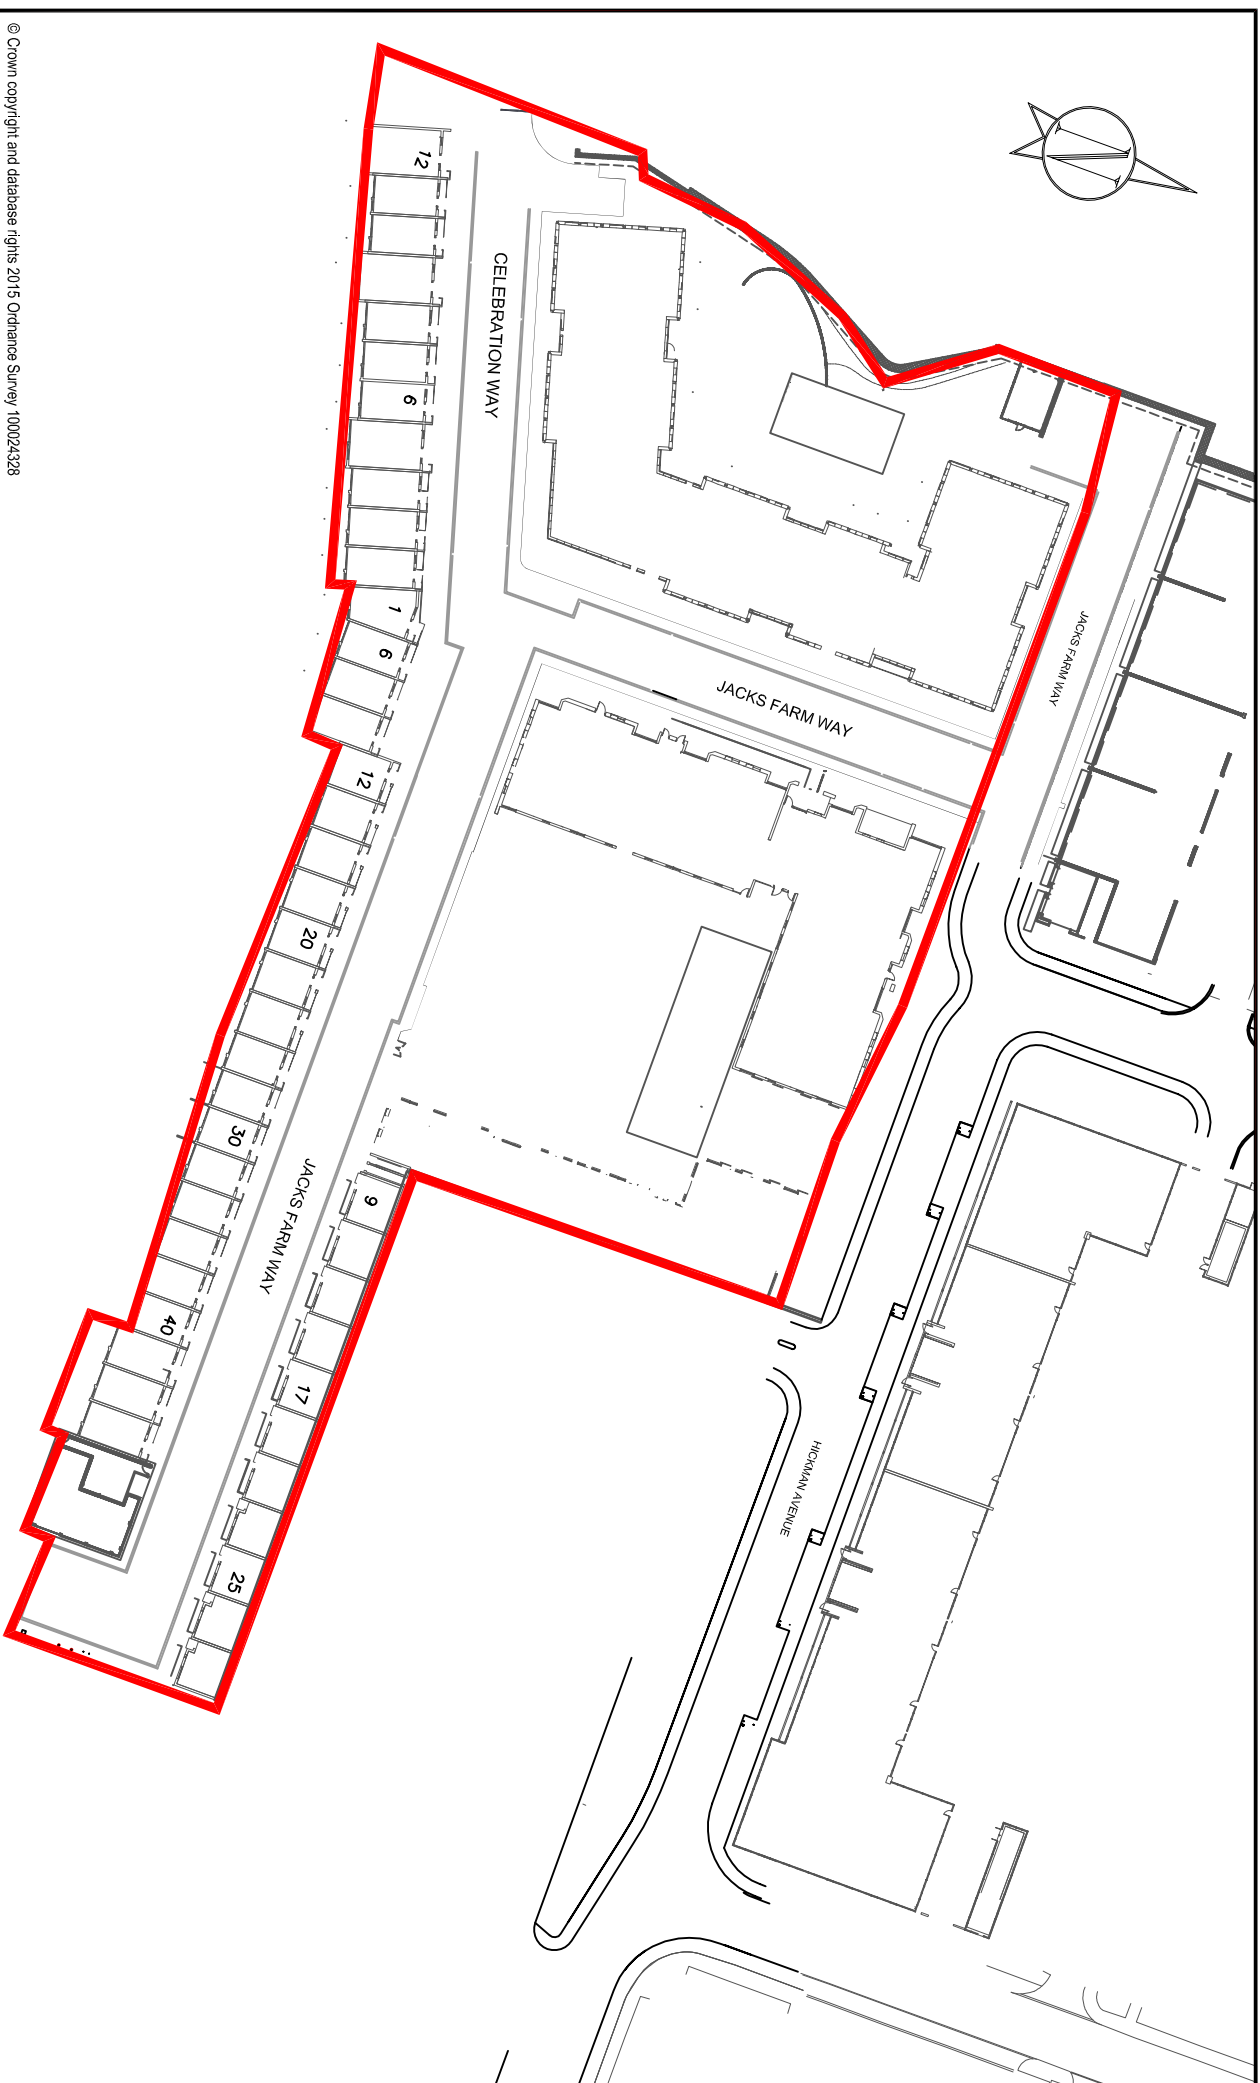 © Crown copyright and database rights 2015 Ordnance Survey 100024328
12
CELEBRATION WAY
6
1
6
JACKS FARM WAY
JACKS FARM WAY
12
20
30
JACKS FARM WAY
9
40
17
25
HICKMAN AVENUE
N